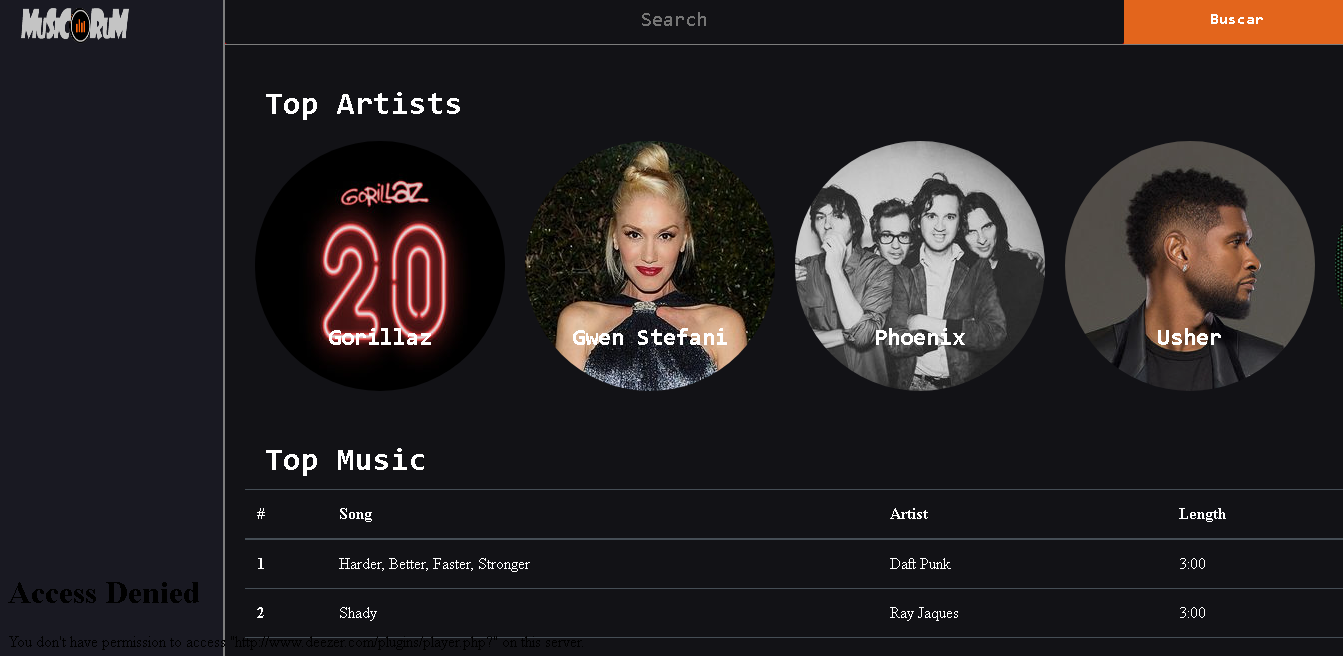 MUSICORUM
Search
Buscar
Top Artists
GORILLAZ
20
Gorillaz
Gwen Stefani
Phoenix
Usher
Top Music
# Song Artist Length
1 Harder, Better, Faster, Stronger Daft Punk 3:00
2 Shady Ray Jaques 3:00
Access Denied
You don't have permission to access "http://www.deezer.com/plugins/player.php?" on this server.